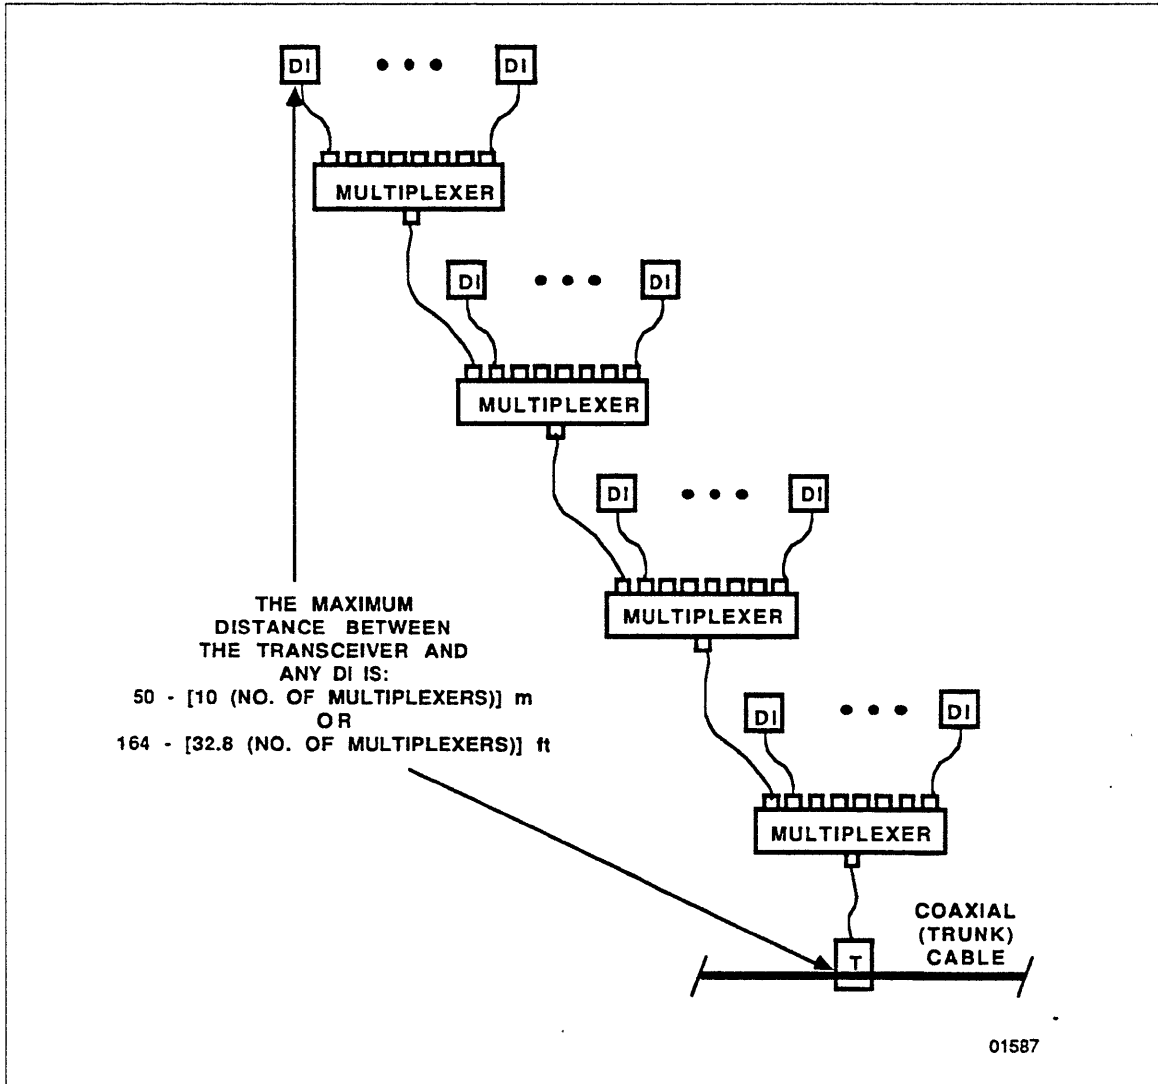 DI DI
MULTIPLEXER
DI DI
MULTIPLEXER
DI DI
MULTIPLEXER
THE MAXIMUM
DISTANCE BETWEEN
THE TRANSCEIVER AND
ANY DI IS:
50 - [10 (NO. OF MULTIPLEXERS)] m
OR
164 - [32.8 (NO. OF MULTIPLEXERS)] ft
DI DI
MULTIPLEXER
COAXIAL
(TRUNK)
CABLE
T
01587